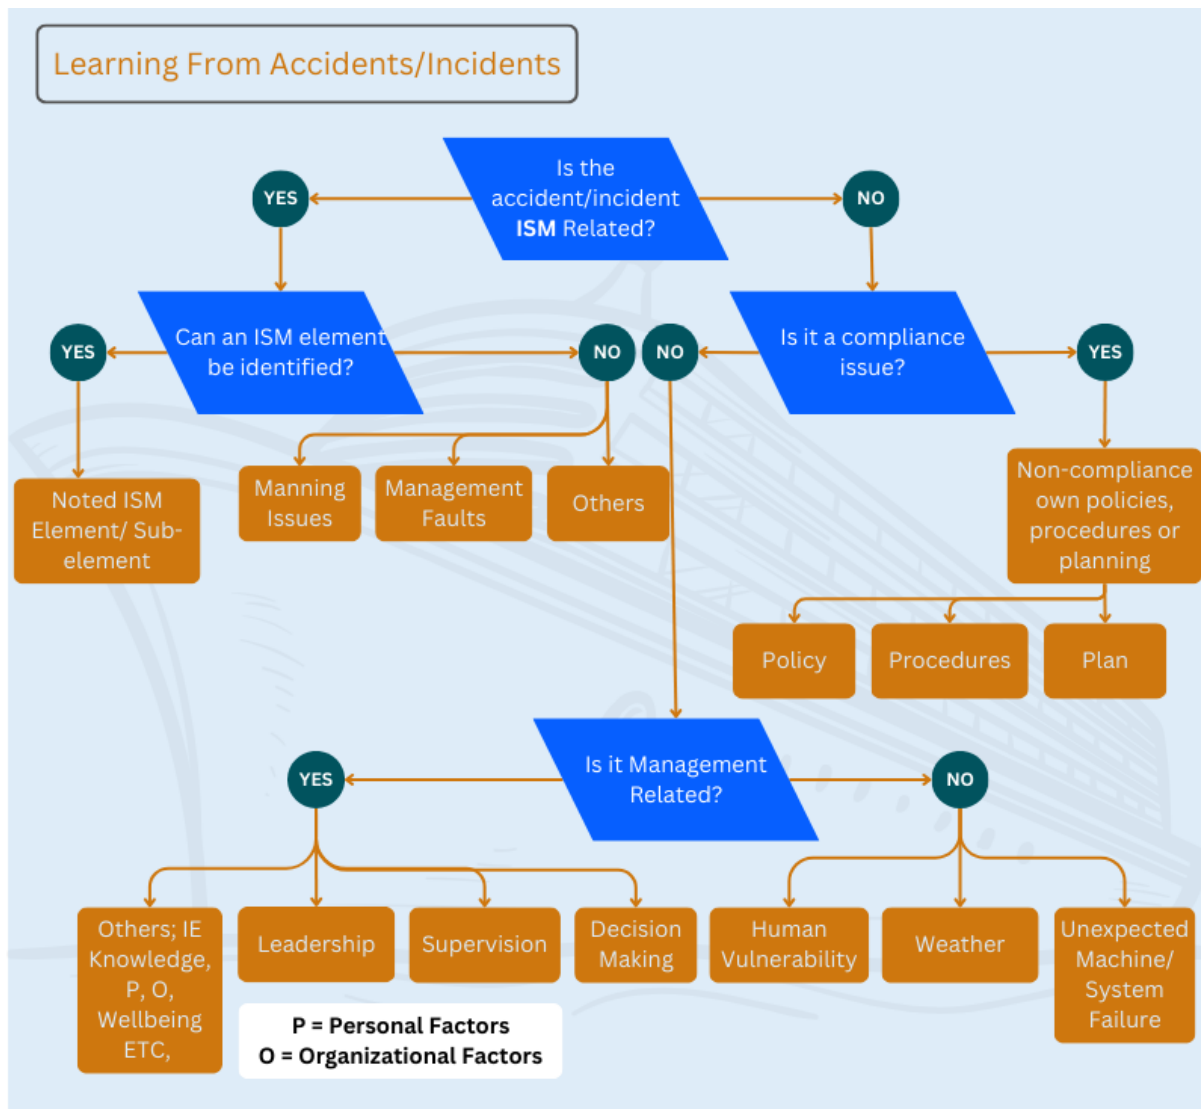 Learning From Accidents/Incidents
Is the
accident/incident
ISM Related?
YES
NO
Can an ISM element
be identified?
YES
NO
NO
Is it a compliance
issue?
YES
Noted ISM
Element/ Sub-
element
Manning
Issues
Management
Faults
Others
Non-compliance
own policies,
procedures or
planning
Policy
Procedures
Plan
Is it Management
Related?
YES
NO
Others; IE
Knowledge,
P, O,
Wellbeing
ETC,
Leadership
Supervision
Decision
Making
Human
Vulnerability
Weather
Unexpected
Machine/
System
Failure
P = Personal Factors
O = Organizational Factors